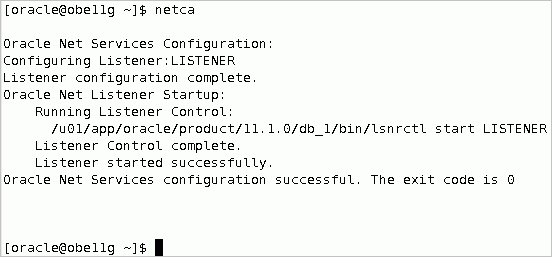 [oracle@obe11g ~]$ netca
Oracle Net Services Configuration:
Configuring Listener:LISTENER
Listener configuration complete.
Oracle Net Listener Startup:
Running Listener Control:
/u01/app/oracle/product/11.1.0/db_1/bin/lsnrctl start LISTENER
Listener Control complete.
Listener started successfully.
Oracle Net Services configuration successful. The exit code is 0
[oracle@obe11g ~]$